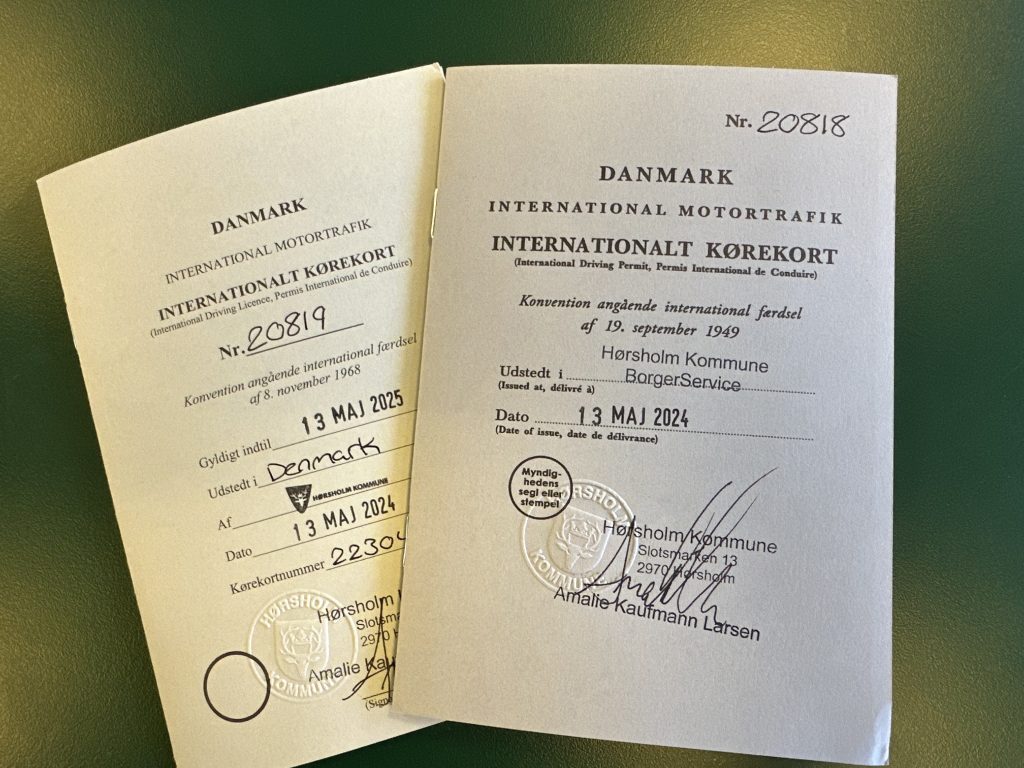 DANMARK
INTERNATIONAL MOTORTRAFIK
INTERNATIONALT KØREKORT
(International Driving Licence, Permis International de Conduire)
Nr. 20819
Konvention angående international færdsel
af 8. november 1968
Gyldigt indtil 13 MAJ 2025
Udstedt i Denmark
Af HØRSHOLM KOMMUNE
Dato 13 MAJ 2024
Kørekortnummer 2230
HØRSHOLM
KOMMUNE
Hørsholm
2970
Amalie
Nr. 20818
DANMARK
INTERNATIONAL MOTORTRAFIK
INTERNATIONALT KØREKORT
(International Driving Permit, Permis International de Conduire)
Konvention angående international færdsel
af 19. september 1949
Hørsholm Kommune
Udstedt i BorgerService
(Issued at, délivré à)
Dato 13 MAJ 2024
(Date of issue, date de délivrance)
Myndig-
hedens
segl eller
stempel
HØRSHOLM
KOMMUNE
Hørsholm Kommune
Slotsmarken 13
2970 Hørsholm
Amalie Kaufmann Larsen